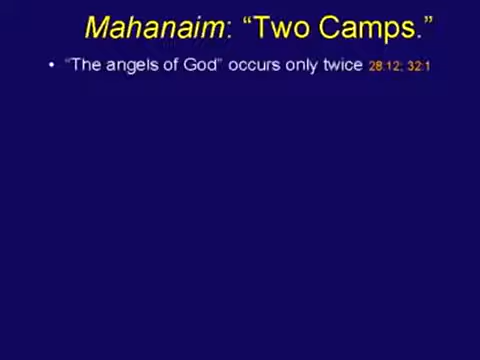 Mahanaim: “Two Camps.”
• “The angels of God” occurs only twice 28:12; 32:1